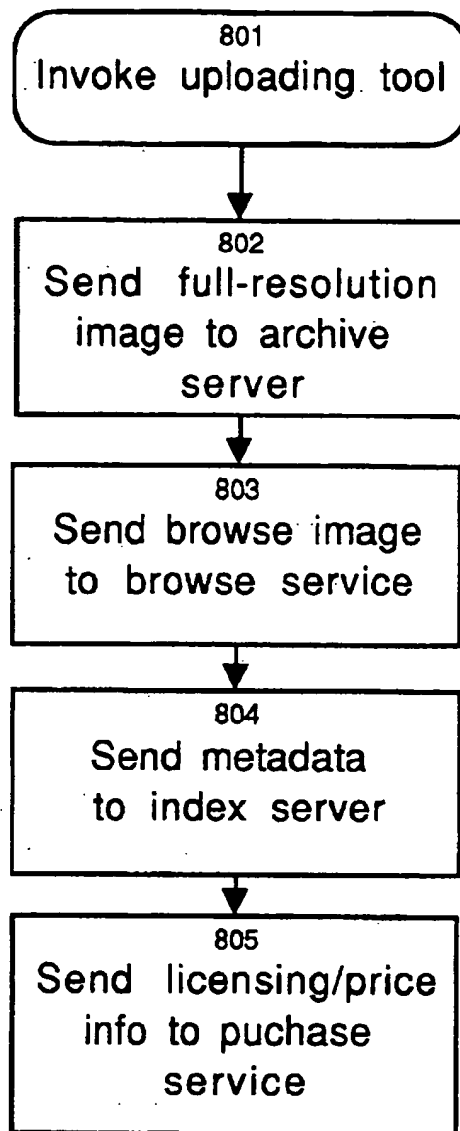 801
Invoke uploading tool
802
Send full-resolution
image to archive
server
803
Send browse image
to browse service
804
Send metadata
to index server
805
Send licensing/price
info to puchase
service